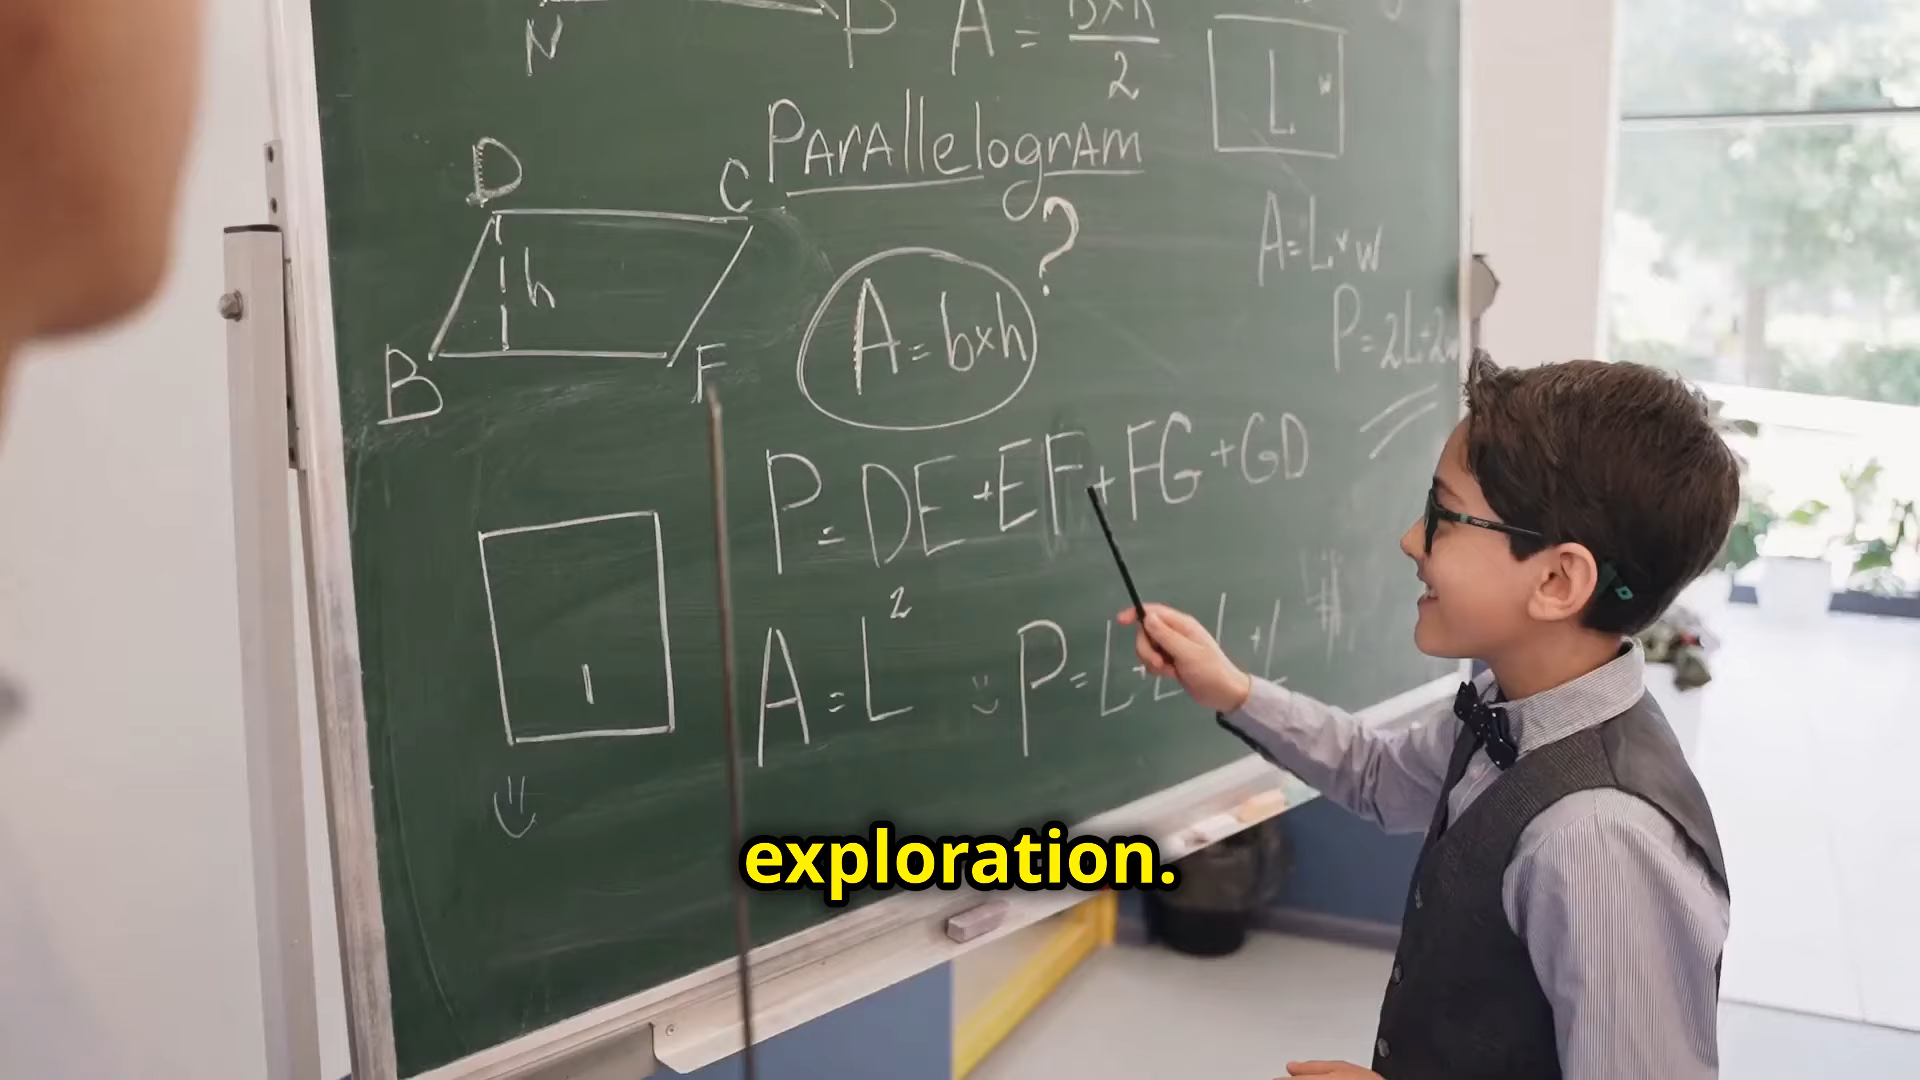 N
P A = b×h
2
L w
Parallelogram
D C
?
h
A = b×h
A=L×w
P=2L+2w
B F
P=DE+EF+FG+GD
A=L²
P=L+L
+L
exploration.